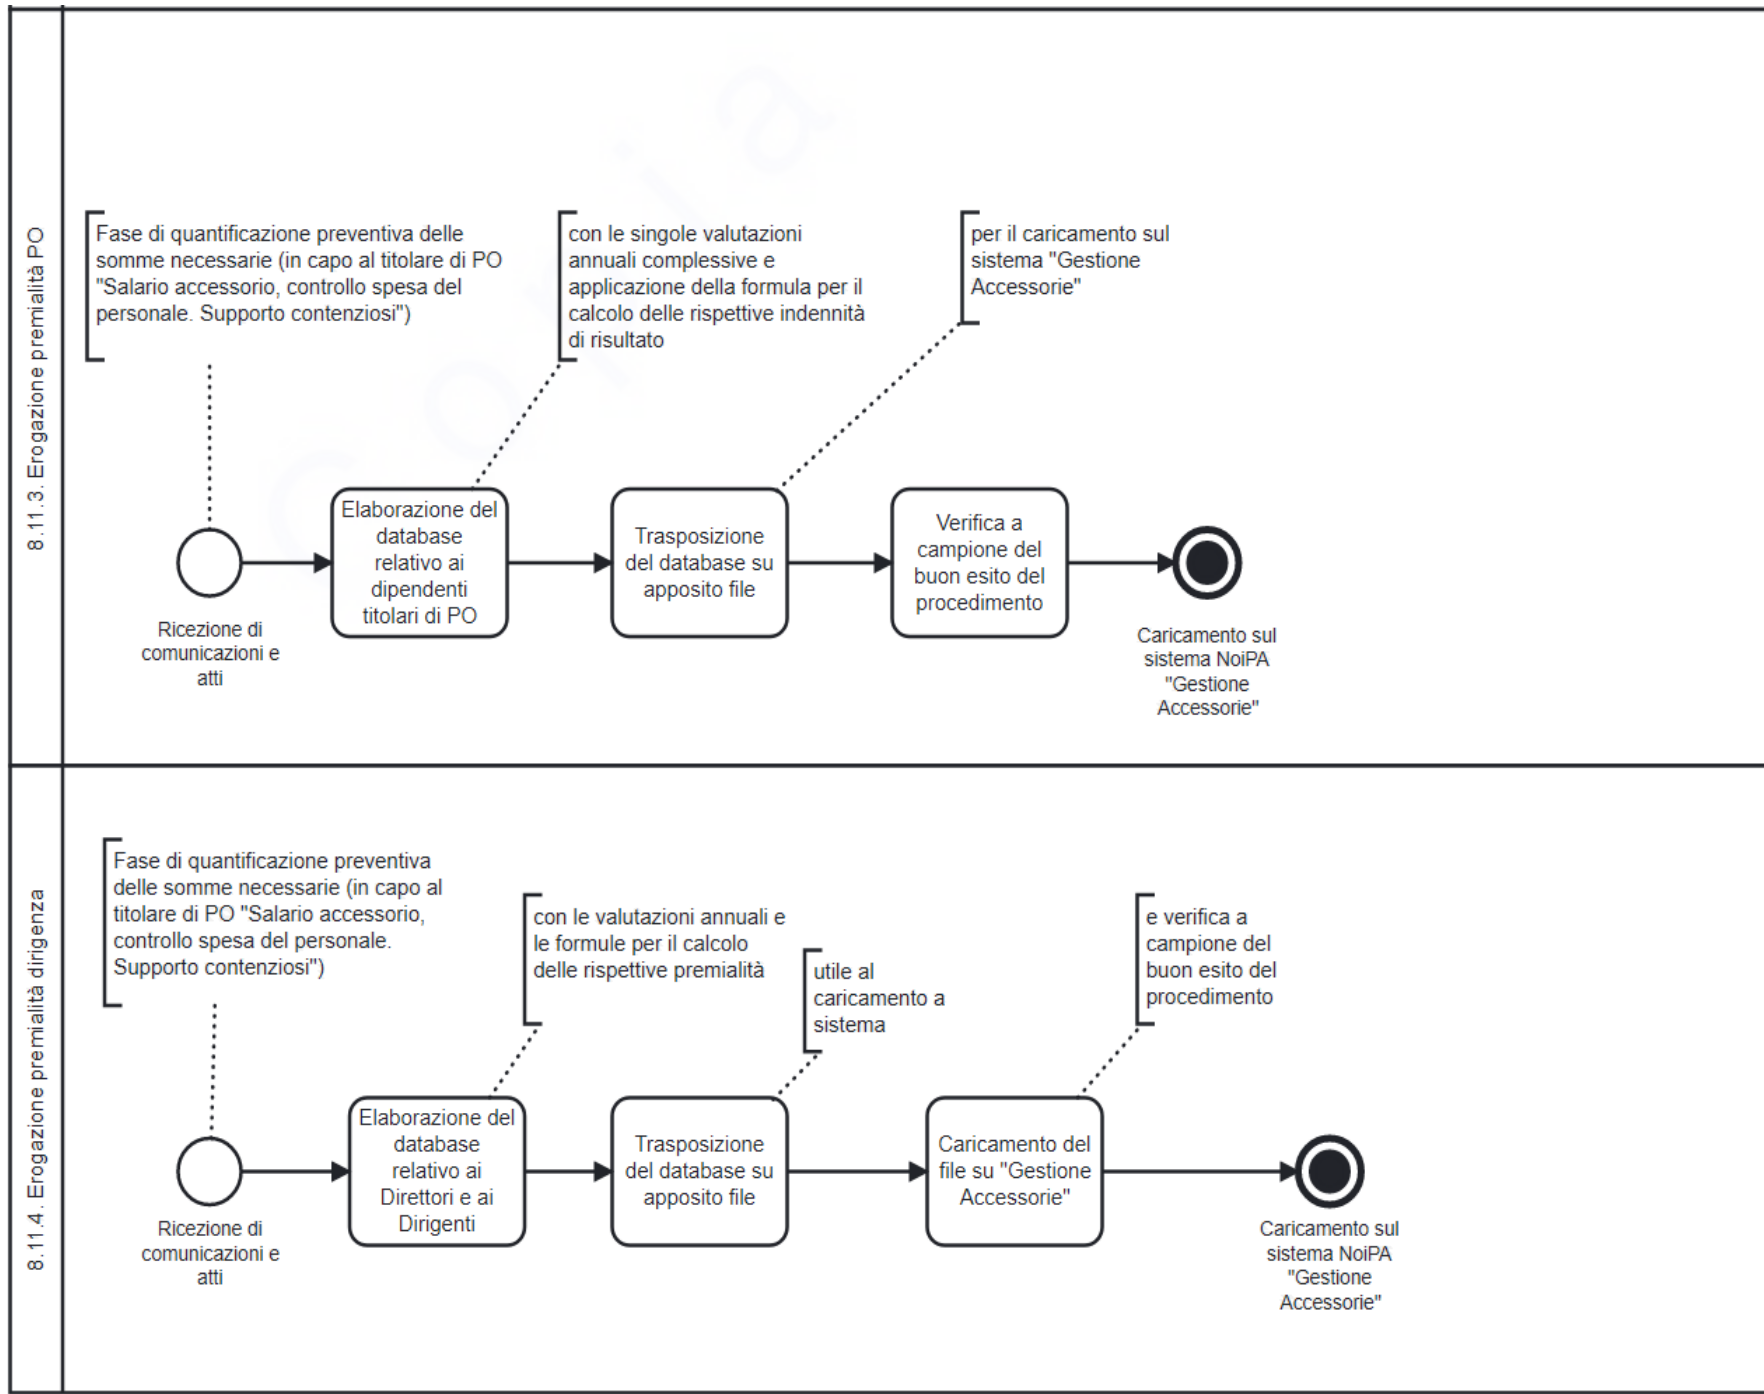 8.11.3. Erogazione premialità PO
Fase di quantificazione preventiva delle
somme necessarie (in capo al titolare di PO
"Salario accessorio, controllo spesa del
personale. Supporto contenziosi")
con le singole valutazioni
annuali complessive e
applicazione della formula per il
calcolo delle rispettive indennità
di risultato
per il caricamento sul
sistema "Gestione
Accessorie"
Ricezione di
comunicazioni e
atti
Elaborazione del
database
relativo ai
dipendenti
titolari di PO
Trasposizione
del database su
apposito file
Verifica a
campione del
buon esito del
procedimento
Caricamento sul
sistema NoiPA
"Gestione
Accessorie"
8.11.4. Erogazione premialità dirigenza
Fase di quantificazione preventiva
delle somme necessarie (in capo al
titolare di PO "Salario accessorio,
controllo spesa del personale.
Supporto contenziosi")
con le valutazioni annuali e
le formule per il calcolo
delle rispettive premialità
utile al
caricamento a
sistema
e verifica a
campione del
buon esito del
procedimento
Ricezione di
comunicazioni e
atti
Elaborazione del
database
relativo ai
Direttori e ai
Dirigenti
Trasposizione
del database su
apposito file
Caricamento del
file su "Gestione
Accessorie"
Caricamento sul
sistema NoiPA
"Gestione
Accessorie"
Copia